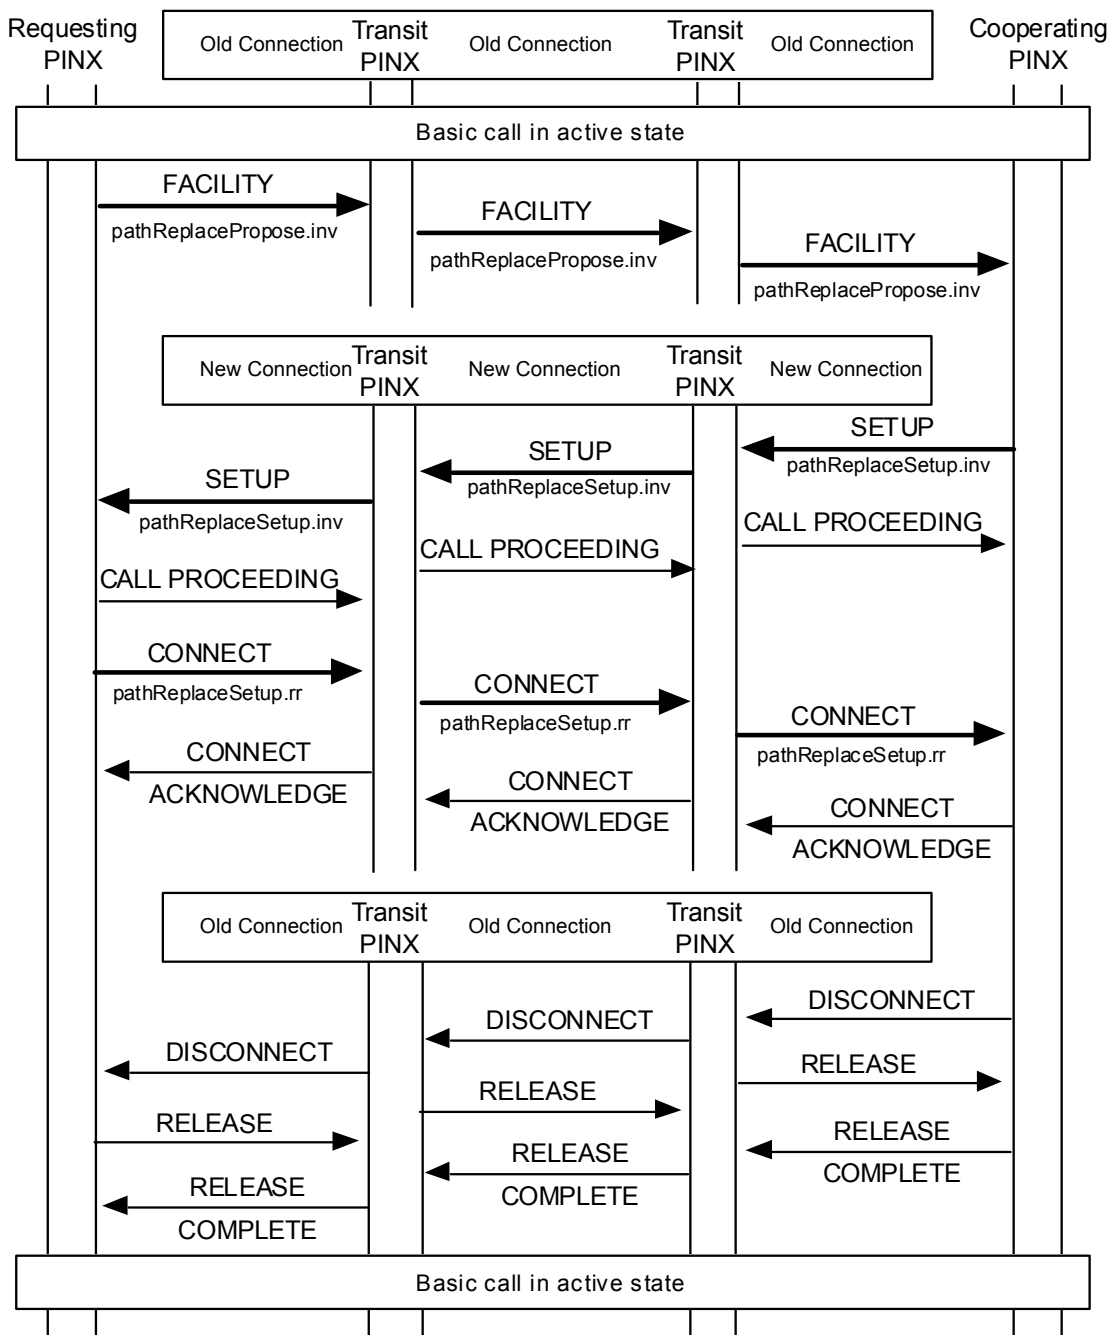 Requesting
PINX
Old Connection
Transit
PINX
Old Connection
Transit
PINX
Old Connection
Cooperating
PINX
Basic call in active state
FACILITY
pathReplacePropose.inv
FACILITY
pathReplacePropose.inv
FACILITY
pathReplacePropose.inv
New Connection
Transit
PINX
New Connection
Transit
PINX
New Connection
SETUP
pathReplaceSetup.inv
SETUP
pathReplaceSetup.inv
SETUP
pathReplaceSetup.inv
CALL PROCEEDING
CALL PROCEEDING
CALL PROCEEDING
CONNECT
pathReplaceSetup.rr
CONNECT
pathReplaceSetup.rr
CONNECT
pathReplaceSetup.rr
CONNECT
ACKNOWLEDGE
CONNECT
ACKNOWLEDGE
CONNECT
ACKNOWLEDGE
Old Connection
Transit
PINX
Old Connection
Transit
PINX
Old Connection
DISCONNECT
DISCONNECT
DISCONNECT
RELEASE
RELEASE
RELEASE
RELEASE
COMPLETE
RELEASE
COMPLETE
RELEASE
COMPLETE
Basic call in active state